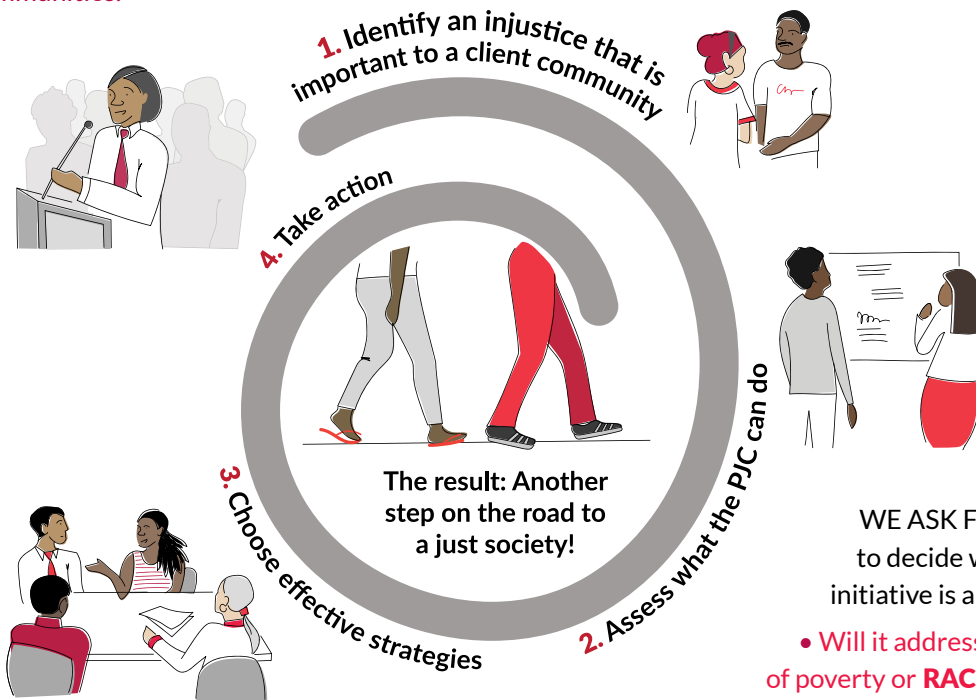 1. Identify an injustice that is
important to a client community
2. Assess what the PJC can do
3. Choose effective strategies
4. Take action
The result: Another
step on the road to
a just society!
WE ASK
to decide
initiative is a
• Will it address
of poverty or